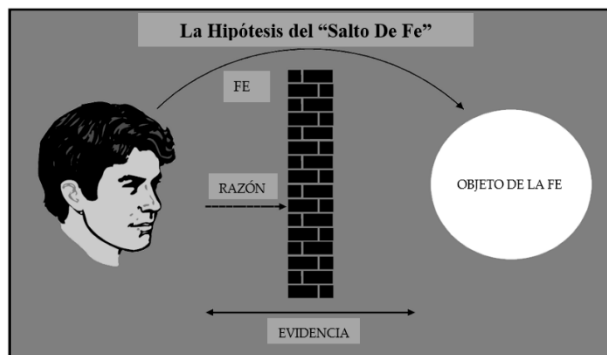 La Hipótesis del “Salto De Fe”
FE
RAZÓN
OBJETO DE LA FE
EVIDENCIA